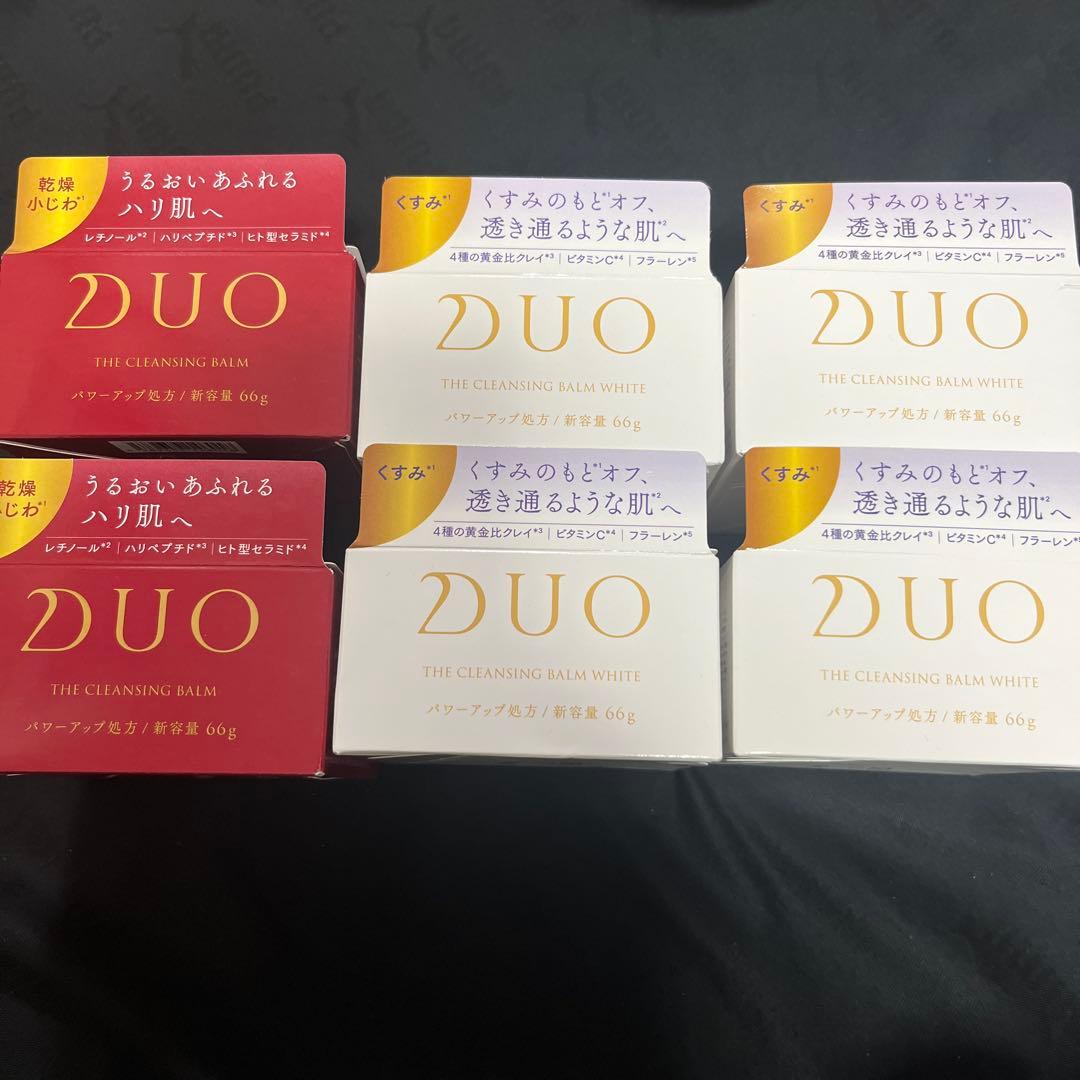 乾燥
小じわ*1
うるおいあふれる
ハリ肌へ
レチノール*2 | ハリペプチド*3 | ヒト型セラミド*4
DUO
THE CLEANSING BALM
パワーアップ処方 / 新容量 66g
くすみ*1
くすみのもと*1オフ、
透き通るような肌*2へ
4種の黄金比クレイ*3 | ビタミンC*4 | フラーレン*5
DUO
THE CLEANSING BALM WHITE
パワーアップ処方 / 新容量 66g
くすみ*1
くすみのもと*1オフ、
透き通るような肌*2へ
4種の黄金比クレイ*3 | ビタミンC*4 | フラーレン*5
DUO
THE CLEANSING BALM WHITE
パワーアップ処方 / 新容量 66g
乾燥
小じわ*1
うるおいあふれる
ハリ肌へ
レチノール*2 | ハリペプチド*3 | ヒト型セラミド*4
DUO
THE CLEANSING BALM
パワーアップ処方 / 新容量 66g
くすみ*1
くすみのもと*1オフ、
透き通るような肌*2へ
4種の黄金比クレイ*3 | ビタミンC*4 | フラーレン*5
DUO
THE CLEANSING BALM WHITE
パワーアップ処方 / 新容量 66g
くすみ*1
くすみのもと*1オフ、
透き通るような肌*2へ
4種の黄金比クレイ*3 | ビタミンC*4 | フラーレン*5
DUO
THE CLEANSING BALM WHITE
パワーアップ処方 / 新容量 66g